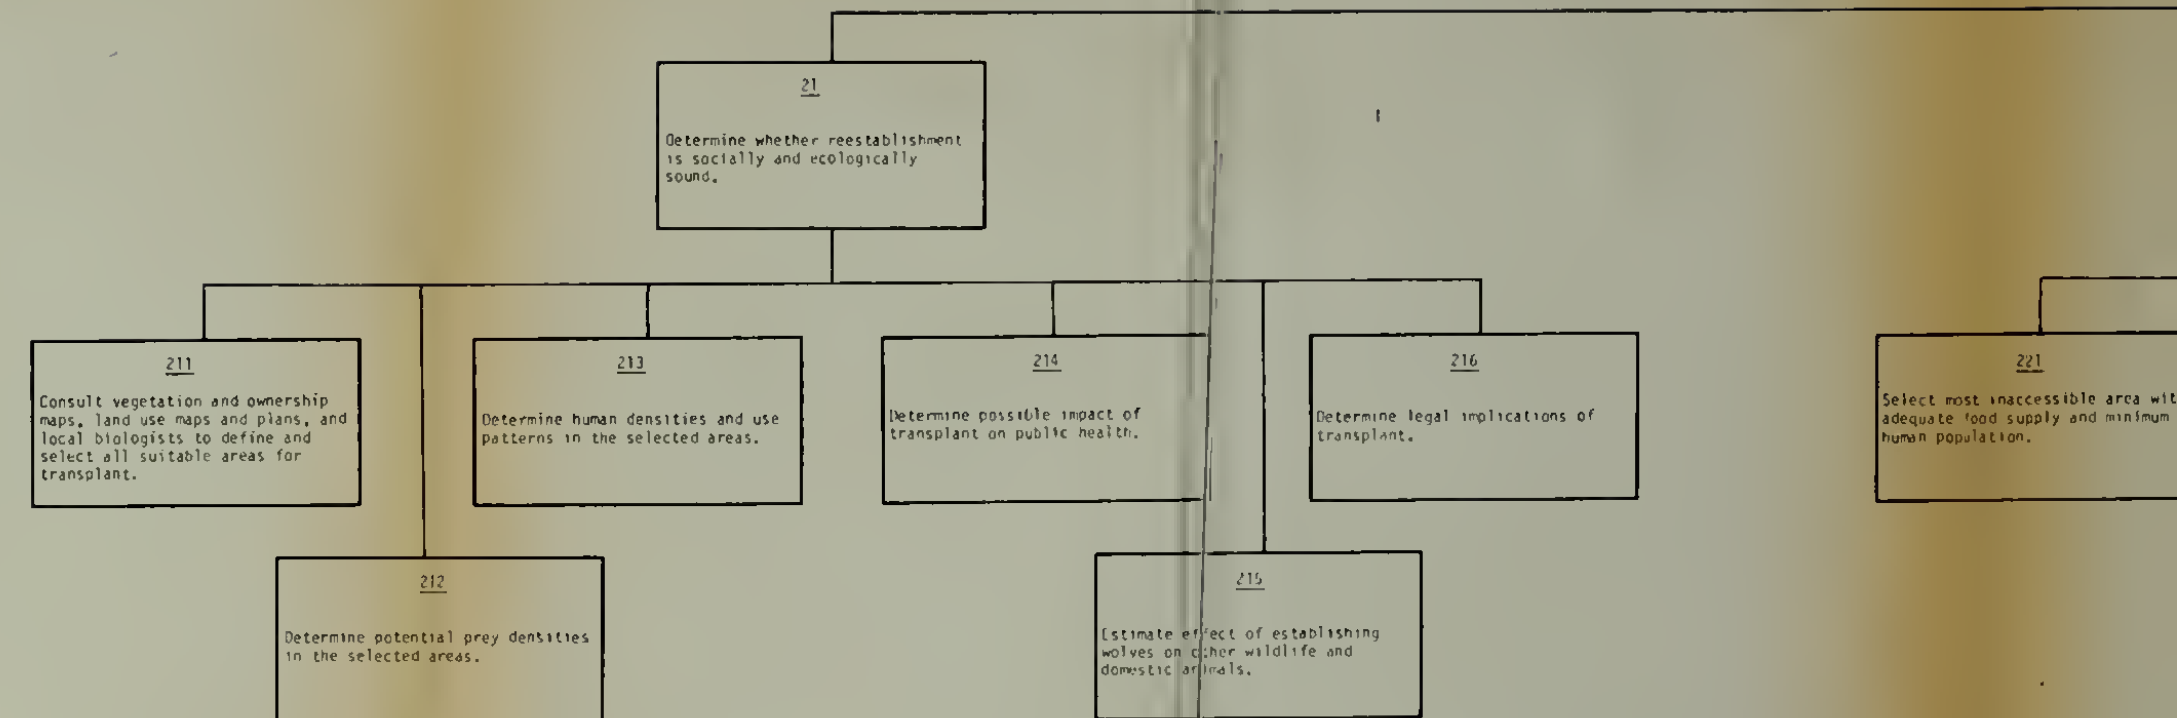 21
Determine whether reestablishment
is socially and ecologically
sound.
211
Consult vegetation and ownership
maps, land use maps and plans, and
local biologists to define and
select all suitable areas for
transplant.
213
Determine human densities and use
patterns in the selected areas.
214
Determine possible impact of
transplant on public health.
216
Determine legal implications of
transplant.
221
Select most inaccessible area wit
adequate food supply and minimum
human population.
212
Determine potential prey densities
in the selected areas.
215
Estimate effect of establishing
wolves on other wildlife and
domestic animals.